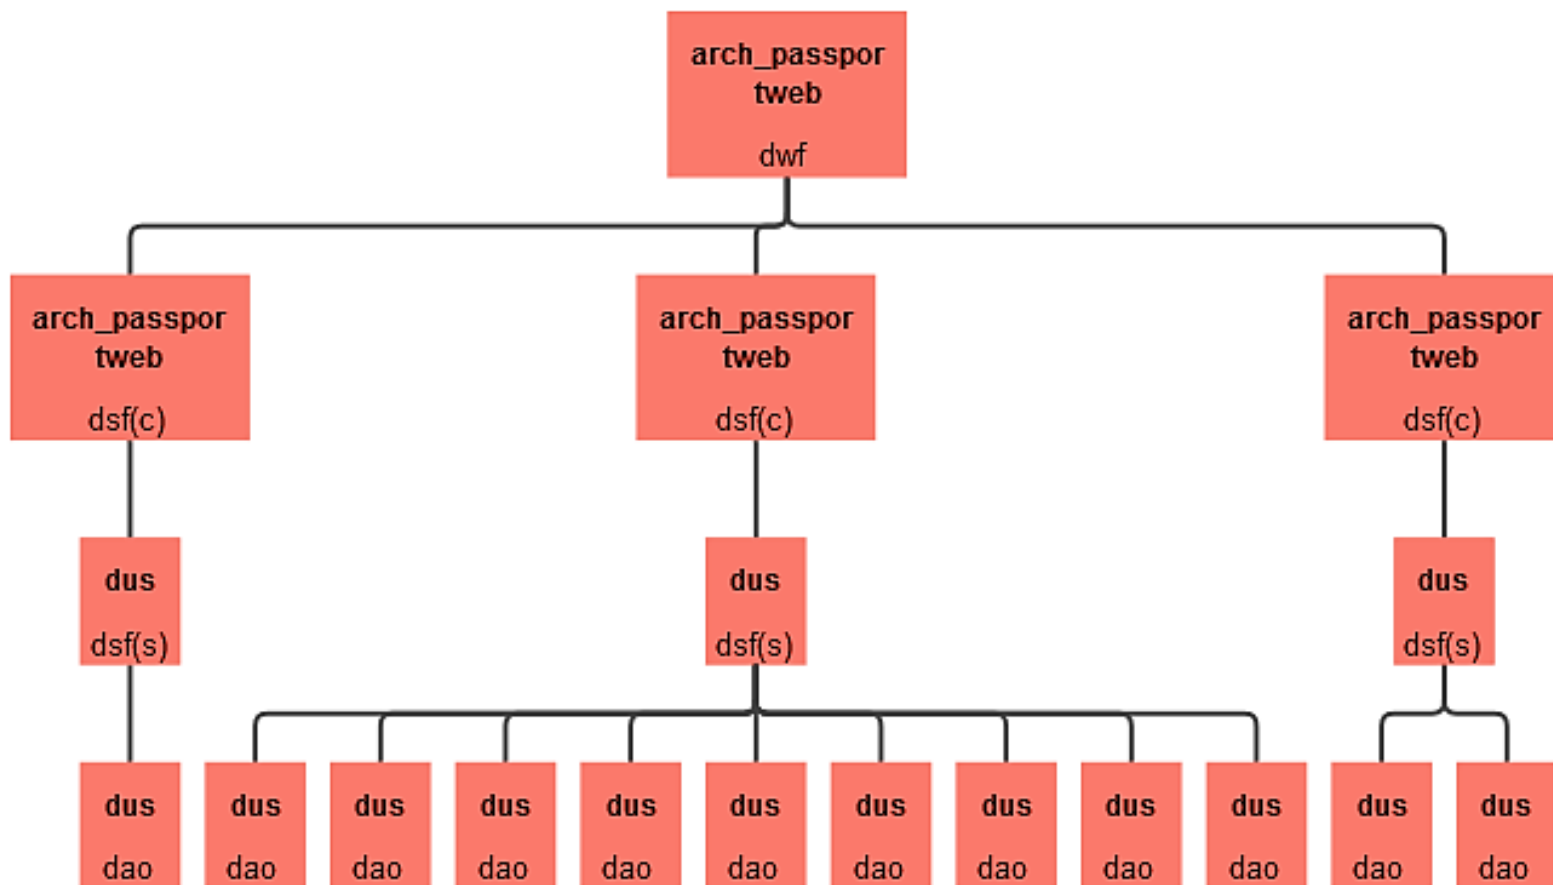 arch_passpor
tweb
dwf
arch_passpor
tweb
dsf(c)
arch_passpor
tweb
dsf(c)
arch_passpor
tweb
dsf(c)
dus
dsf(s)
dus
dsf(s)
dus
dsf(s)
dus
dao
dus
dao
dus
dao
dus
dao
dus
dao
dus
dao
dus
dao
dus
dao
dus
dao
dus
dao
dus
dao
dus
dao